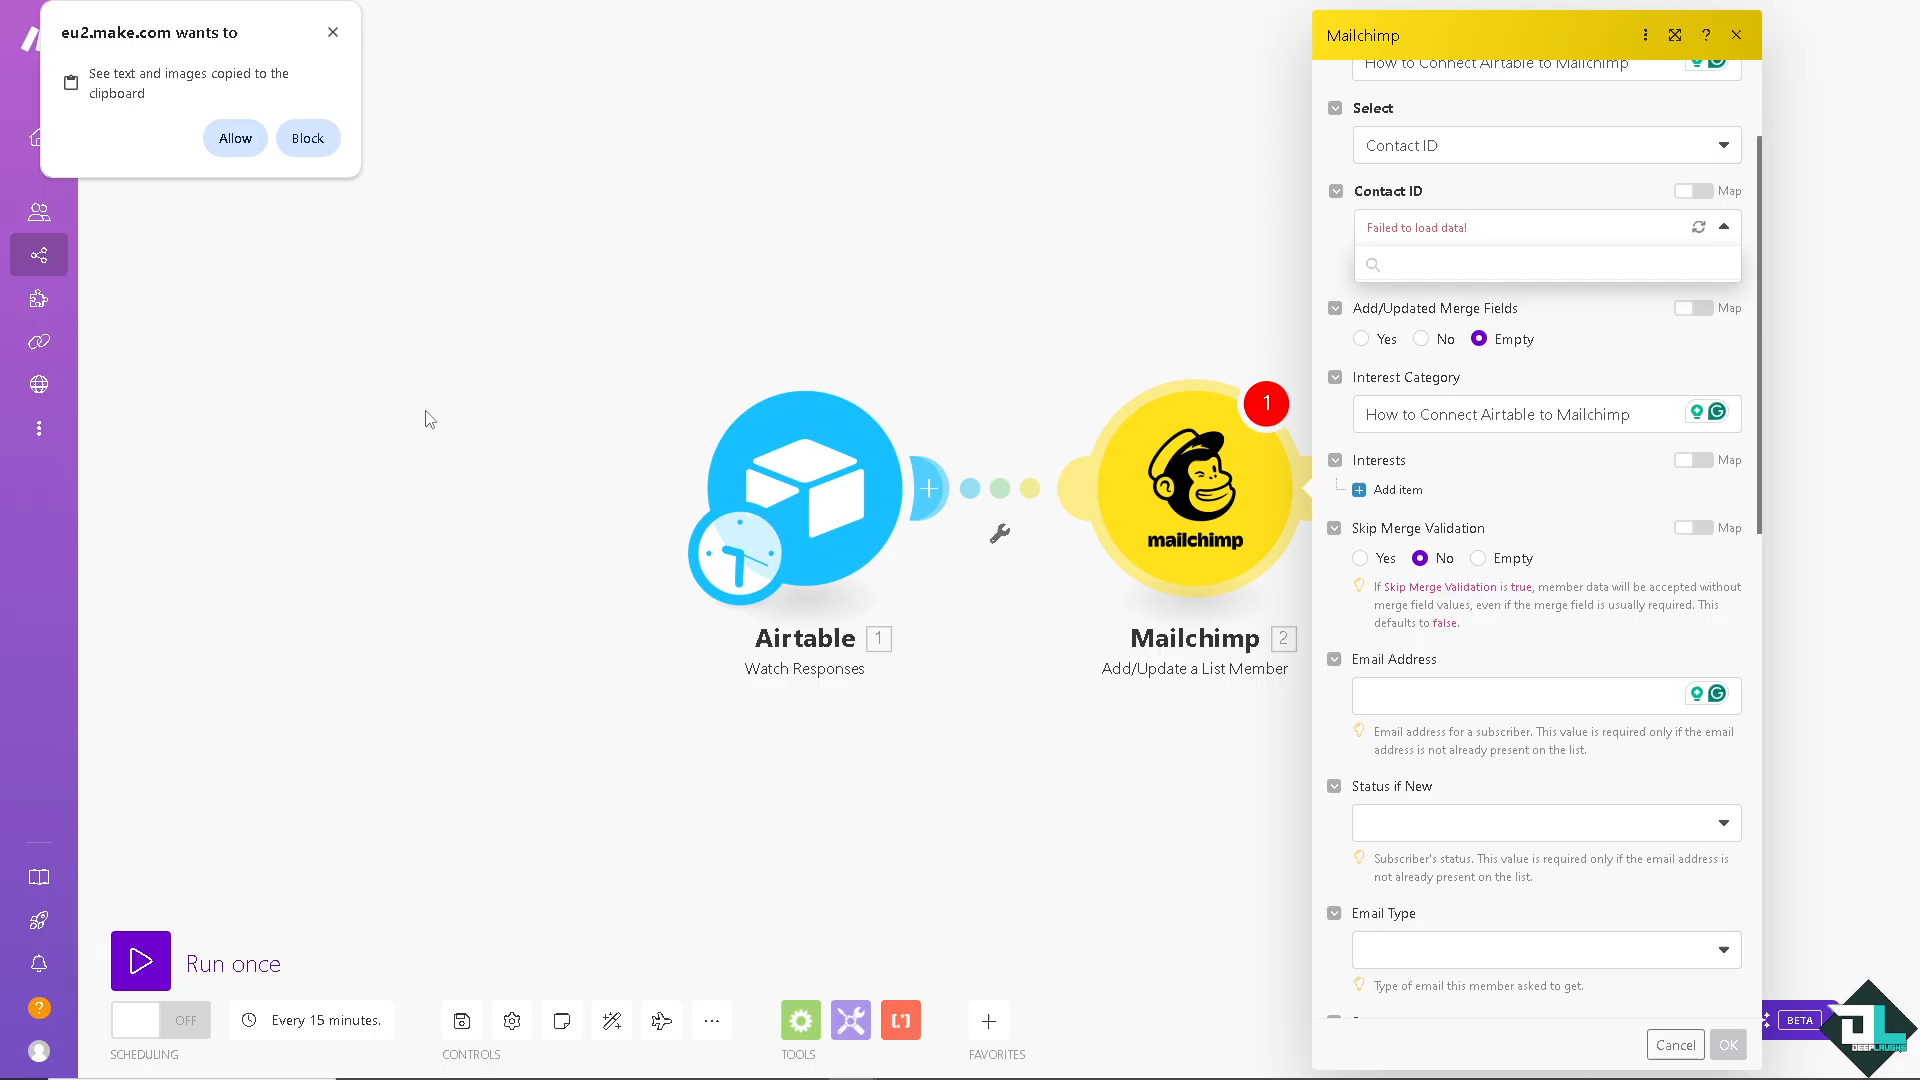 eu2.make.com wants to
See text and images copied to the
clipboard
Allow
Block
Mailchimp
How to Connect Airtable to Mailchimp
Select
Contact ID
Contact ID
Map
Failed to load data!
Add/Updated Merge Fields
Map
Yes
No
Empty
Interest Category
How to Connect Airtable to Mailchimp
Interests
Map
Add item
Skip Merge Validation
Map
Yes
No
Empty
If Skip Merge Validation is true, member data will be accepted without
merge field values, even if the merge field is usually required. This
defaults to false.
Email Address
Email address for a subscriber. This value is required only if the email
address is not already present on the list.
Status if New
Subscriber's status. This value is required only if the email address is
not already present on the list.
Email Type
Type of email this member asked to get.
Cancel
OK
1
mailchimp
Airtable 1
Watch Responses
Mailchimp 2
Add/Update a List Member
Run once
OFF
Every 15 minutes.
SCHEDULING
CONTROLS
TOOLS
FAVORITES
BETA
DEEPLAUGHS